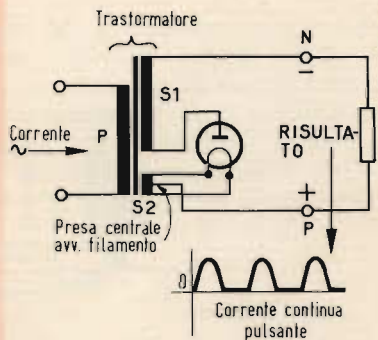 Trasformatore
N
–
S1
Corrente
~
P
RISULTA-
TO
S2
+
P
Presa centrale
avv. filamento
0
Corrente continua
pulsante